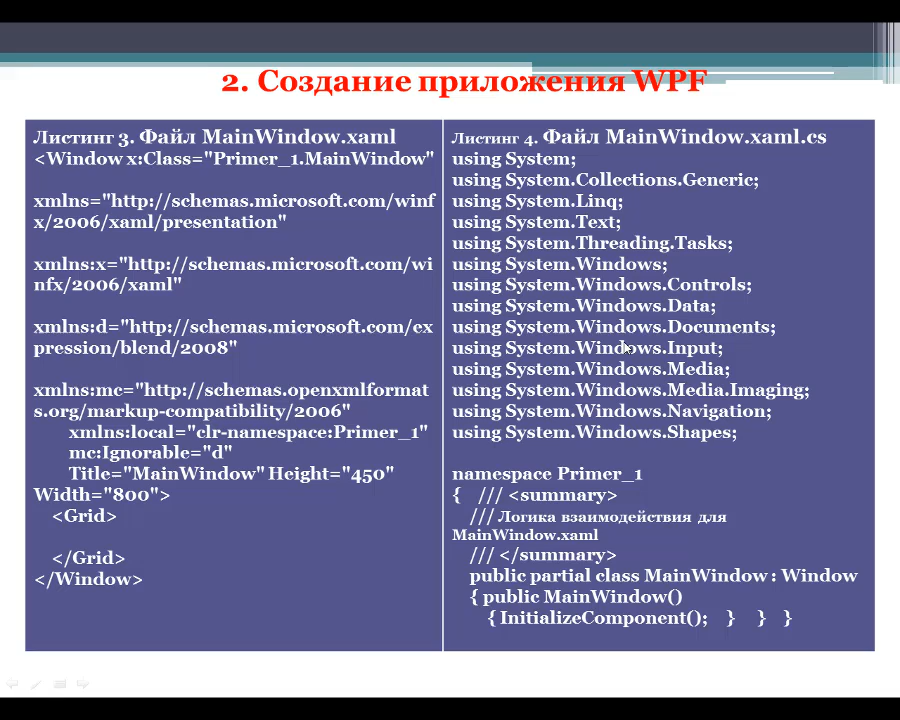 2. Создание приложения WPF
Листинг 3. Файл MainWindow.xaml
<Window x:Class="Primer_1.MainWindow"
xmlns="http://schemas.microsoft.com/winf
x/2006/xaml/presentation"
xmlns:x="http://schemas.microsoft.com/wi
nfx/2006/xaml"
xmlns:d="http://schemas.microsoft.com/ex
pression/blend/2008"
xmlns:mc="http://schemas.openxmlformat
s.org/markup-compatibility/2006"
xmlns:local="clr-namespace:Primer_1"
mc:Ignorable="d"
Title="MainWindow" Height="450"
Width="800">
<Grid>
</Grid>
</Window>
Листинг 4. Файл MainWindow.xaml.cs
using System;
using System.Collections.Generic;
using System.Linq;
using System.Text;
using System.Threading.Tasks;
using System.Windows;
using System.Windows.Controls;
using System.Windows.Data;
using System.Windows.Documents;
using System.Windows.Input;
using System.Windows.Media;
using System.Windows.Media.Imaging;
using System.Windows.Navigation;
using System.Windows.Shapes;
namespace Primer_1
{ /// <summary>
/// Логика взаимодействия для
MainWindow.xaml
/// </summary>
public partial class MainWindow : Window
{ public MainWindow()
{ InitializeComponent(); } } }